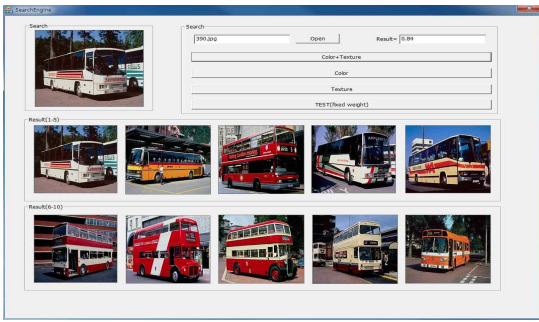 SearchEngine
Search
Search
390.jpg
Open
Result=
0.84
Color+Texture
Color
Texture
TEST(fixed weight)
Result(1-5)
Result(6-10)